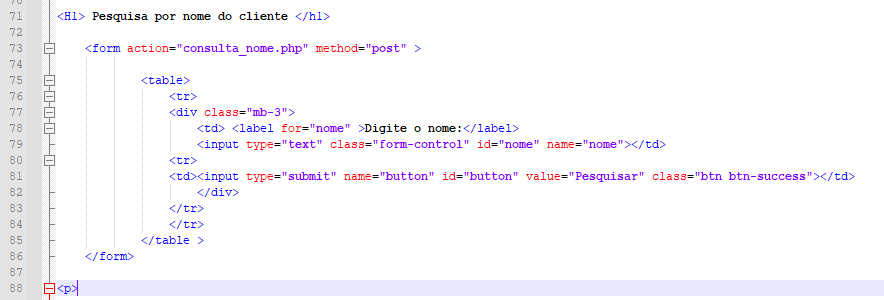 71 <H1> Pesquisa por nome do cliente </h1>
72
73 <form action="consulta_nome.php" method="post" >
74
75 <table>
76 <tr>
77 <div class="mb-3">
78 <td> <label for="nome" >Digite o nome:</label>
79 <input type="text" class="form-control" id="nome" name="nome"></td>
80 <tr>
81 <td><input type="submit" name="button" id="button" value="Pesquisar" class="btn btn-success"></td>
82 </div>
83 </tr>
84 </tr>
85 </table >
86 </form>
87
88 <p>